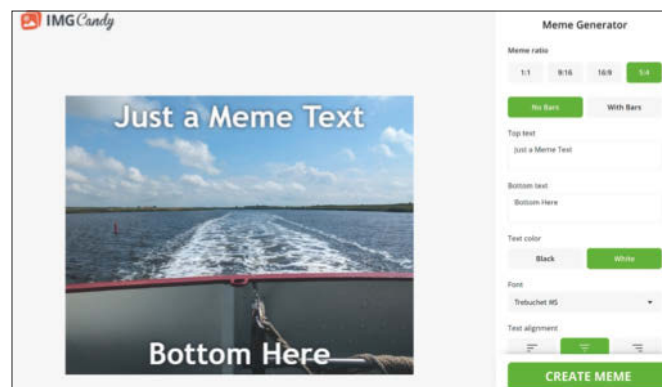 IMG Candy
Just a Meme Text
Bottom Here
Meme Generator
Meme ratio
1:1 9:16 16:9 5:4
No Bars With Bars
Top text
Just a Meme Text
Bottom text
Bottom Here
Text color
Black White
Font
Trebuchet MS
Text alignment
CREATE MEME